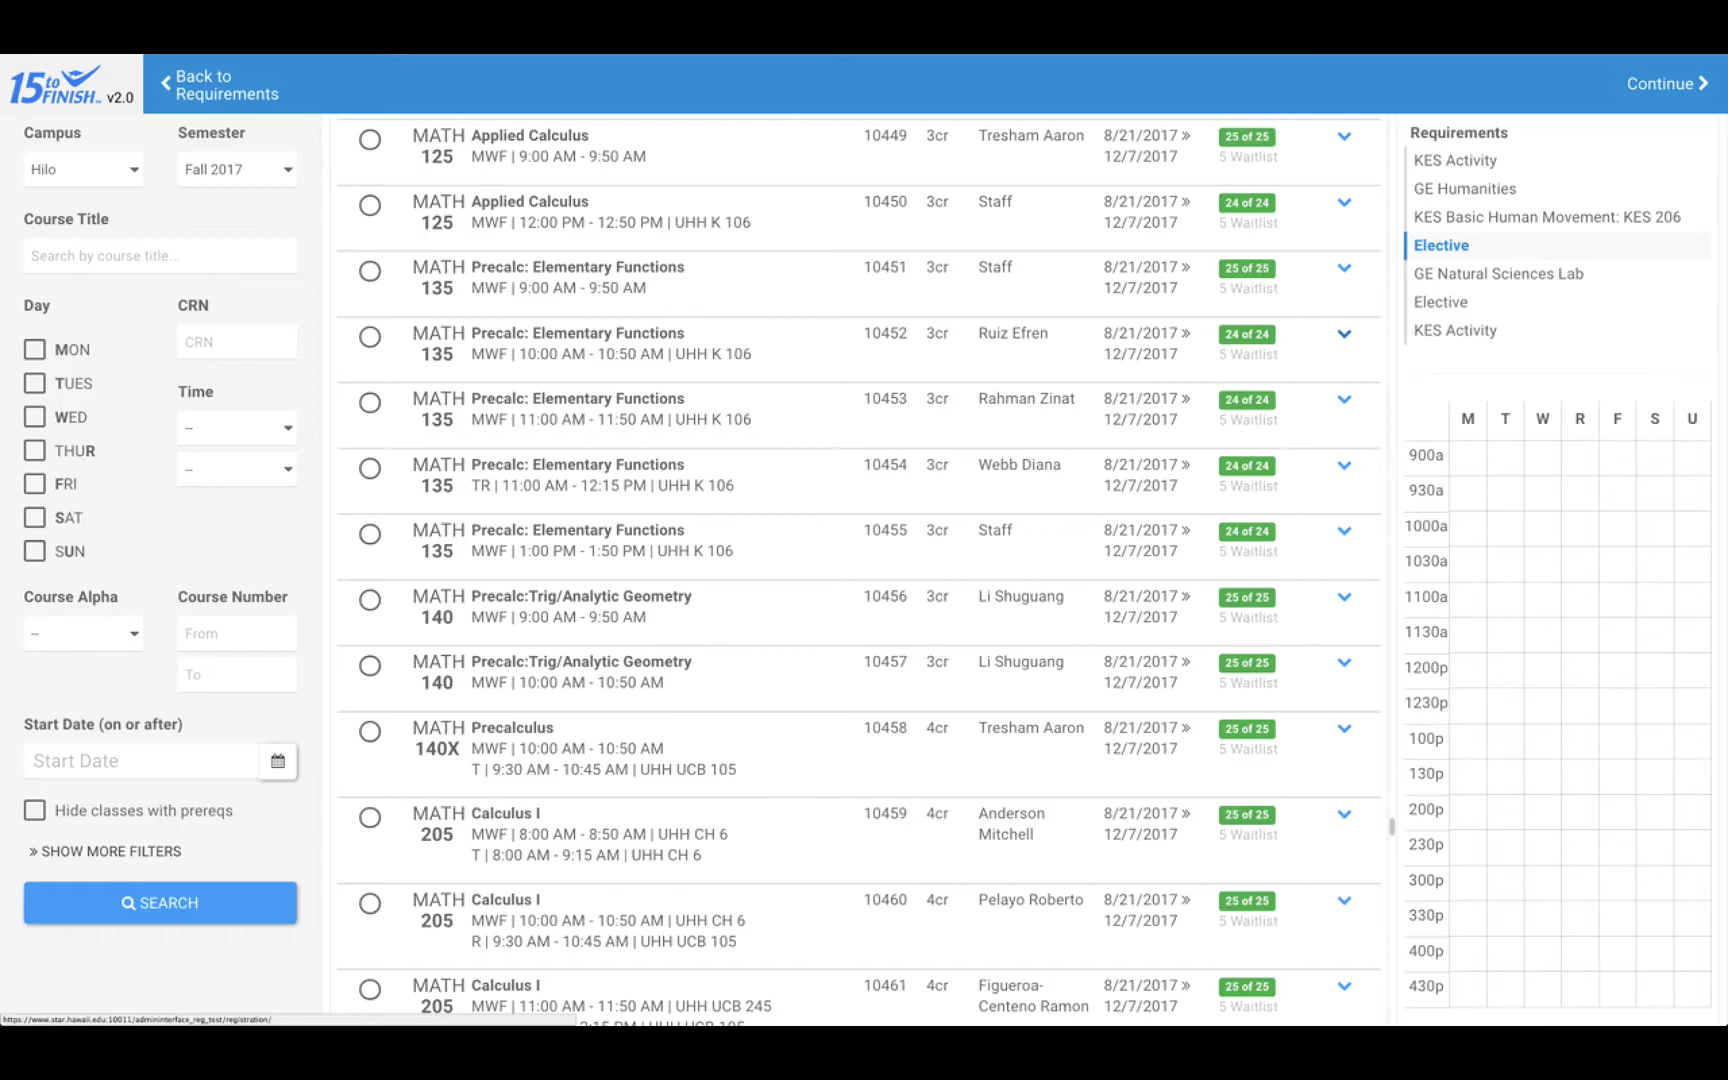 15 to FINISH™ v2.0
Back to
Requirements
Continue
Campus
Semester
Hilo
Fall 2017
Course Title
Search by course title...
Day
CRN
MON
CRN
TUES
Time
WED
--
THUR
--
FRI
SAT
SUN
Course Alpha
Course Number
--
From
To
Start Date (on or after)
Start Date
Hide classes with prereqs
» SHOW MORE FILTERS
SEARCH
MATH Applied Calculus 10449 3cr Tresham Aaron 8/21/2017 » 25 of 25
125 MWF | 9:00 AM - 9:50 AM 12/7/2017 5 Waitlist
MATH Applied Calculus 10450 3cr Staff 8/21/2017 » 24 of 24
125 MWF | 12:00 PM - 12:50 PM | UHH K 106 12/7/2017 5 Waitlist
MATH Precalc: Elementary Functions 10451 3cr Staff 8/21/2017 » 25 of 25
135 MWF | 9:00 AM - 9:50 AM 12/7/2017 5 Waitlist
MATH Precalc: Elementary Functions 10452 3cr Ruiz Efren 8/21/2017 » 24 of 24
135 MWF | 10:00 AM - 10:50 AM | UHH K 106 12/7/2017 5 Waitlist
MATH Precalc: Elementary Functions 10453 3cr Rahman Zinat 8/21/2017 » 24 of 24
135 MWF | 11:00 AM - 11:50 AM | UHH K 106 12/7/2017 5 Waitlist
MATH Precalc: Elementary Functions 10454 3cr Webb Diana 8/21/2017 » 24 of 24
135 TR | 11:00 AM - 12:15 PM | UHH K 106 12/7/2017 5 Waitlist
MATH Precalc: Elementary Functions 10455 3cr Staff 8/21/2017 » 24 of 24
135 MWF | 1:00 PM - 1:50 PM | UHH K 106 12/7/2017 5 Waitlist
MATH Precalc:Trig/Analytic Geometry 10456 3cr Li Shuguang 8/21/2017 » 25 of 25
140 MWF | 9:00 AM - 9:50 AM 12/7/2017 5 Waitlist
MATH Precalc:Trig/Analytic Geometry 10457 3cr Li Shuguang 8/21/2017 » 25 of 25
140 MWF | 10:00 AM - 10:50 AM 12/7/2017 5 Waitlist
MATH Precalculus 10458 4cr Tresham Aaron 8/21/2017 » 25 of 25
140X MWF | 10:00 AM - 10:50 AM 12/7/2017 5 Waitlist
T | 9:30 AM - 10:45 AM | UHH UCB 105
MATH Calculus I 10459 4cr Anderson 8/21/2017 » 25 of 25
205 MWF | 8:00 AM - 8:50 AM | UHH CH 6 Mitchell 12/7/2017 5 Waitlist
T | 8:00 AM - 9:15 AM | UHH CH 6
MATH Calculus I 10460 4cr Pelayo Roberto 8/21/2017 » 25 of 25
205 MWF | 10:00 AM - 10:50 AM | UHH CH 6 12/7/2017 5 Waitlist
R | 9:30 AM - 10:45 AM | UHH UCB 105
MATH Calculus I 10461 4cr Figueroa- 8/21/2017 » 25 of 25
205 MWF | 11:00 AM - 11:50 AM | UHH UCB 245 Centeno Ramon 12/7/2017 5 Waitlist
Requirements
KES Activity
GE Humanities
KES Basic Human Movement: KES 206
Elective
GE Natural Sciences Lab
Elective
KES Activity
M T W R F S U
900a
930a
1000a
1030a
1100a
1130a
1200p
1230p
100p
130p
200p
230p
300p
330p
400p
430p
https://www.star.hawaii.edu:10011/admininterface_reg_test/registration/